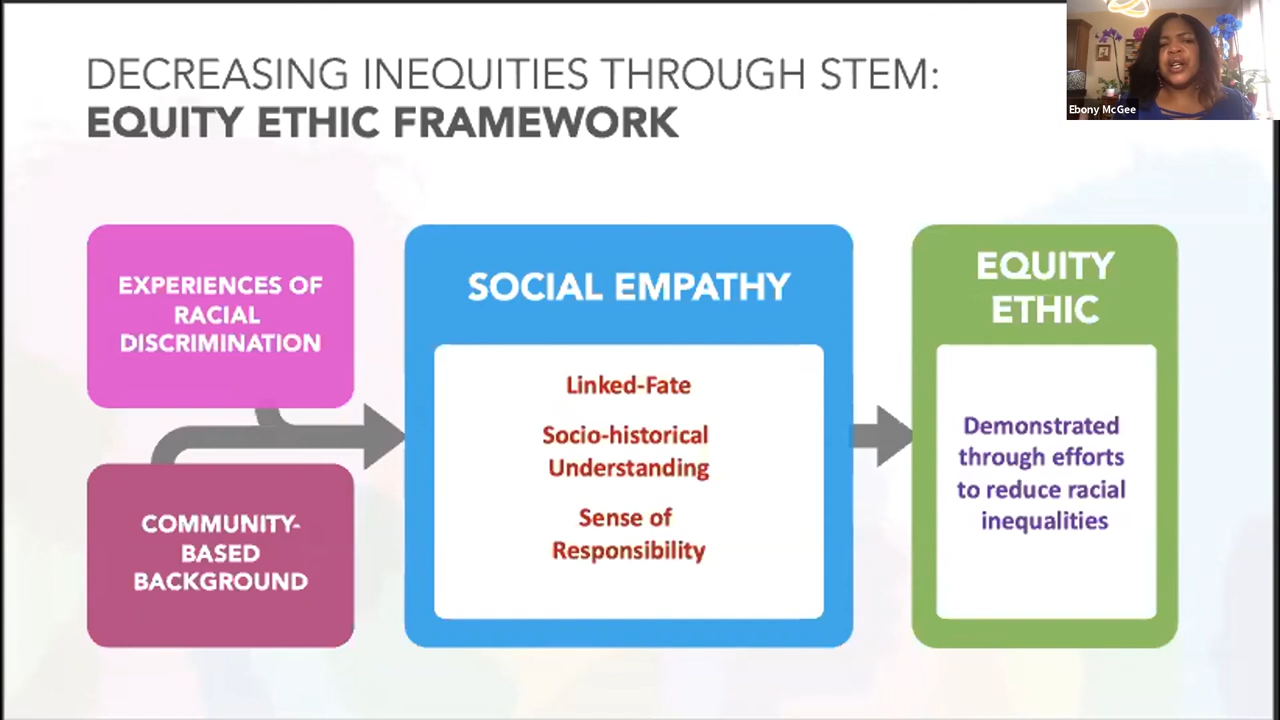 DECREASING INEQUITIES THROUGH STEM:
EQUITY ETHIC FRAMEWORK
Ebony McGee
EXPERIENCES OF
RACIAL
DISCRIMINATION
COMMUNITY-
BASED
BACKGROUND
SOCIAL EMPATHY
Linked-Fate
Socio-historical
Understanding
Sense of
Responsibility
EQUITY
ETHIC
Demonstrated
through efforts
to reduce racial
inequalities